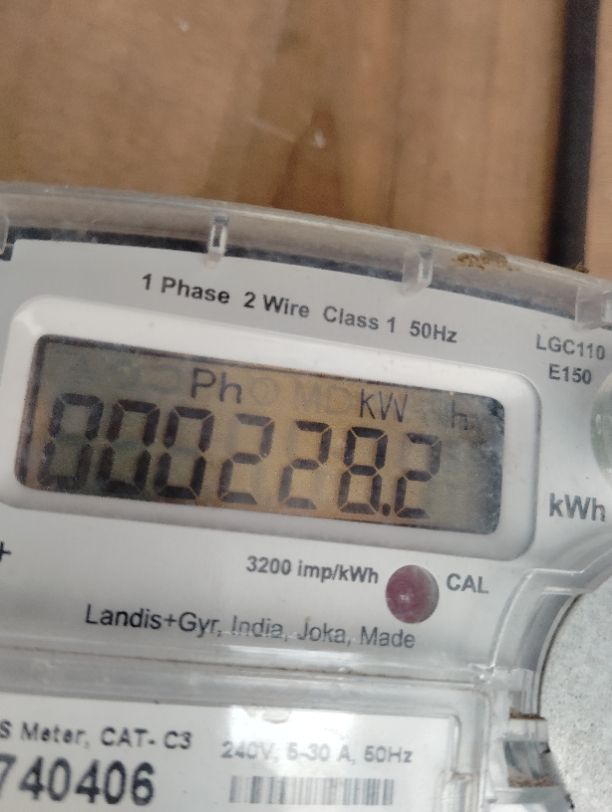 1 Phase 2 Wire Class 1 50Hz
LGC110
E150
Ph kW h
000228.2
kWh
+
3200 imp/kWh
CAL
Landis+Gyr, India, Joka, Made
S Meter, CAT- C3
240V, 5-30 A, 50Hz
740406